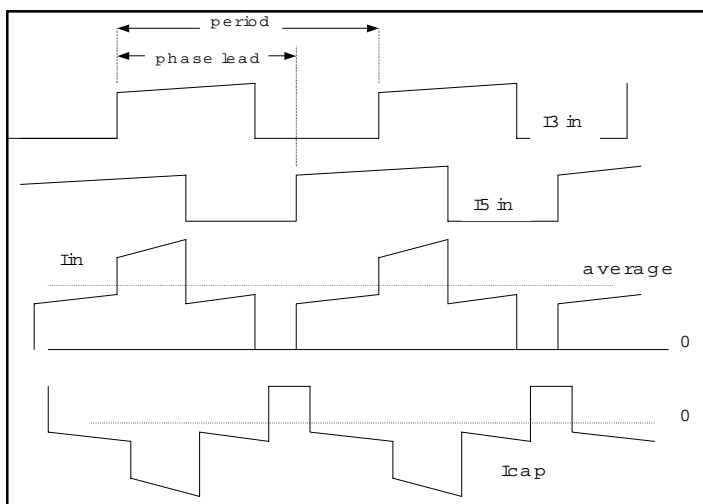 period
phase lead
I3 in
I5 in
Iin
average
0
0
Icap